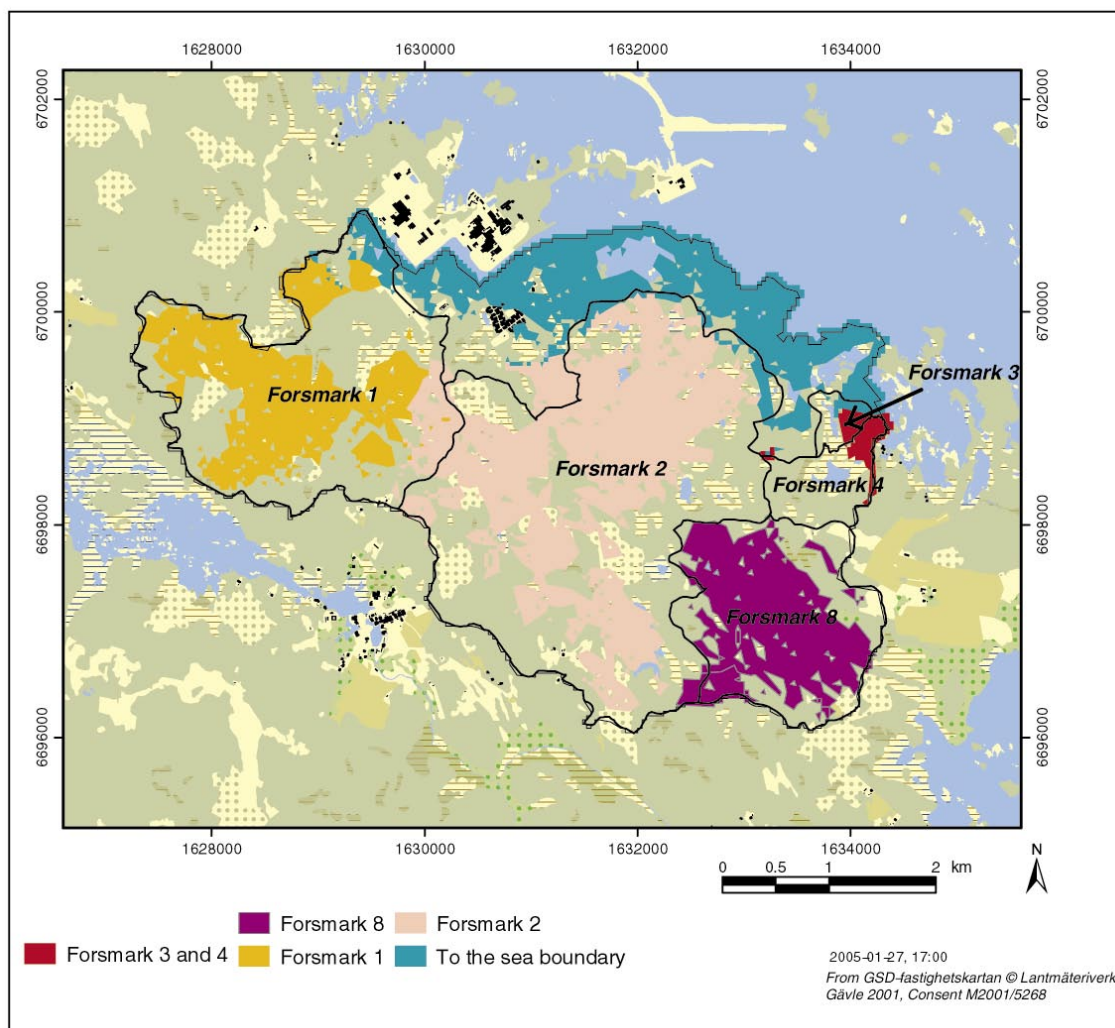 1628000 1630000 1632000 1634000
6702000 6702000
Forsmark 3
6700000 6700000
Forsmark 1
Forsmark 2
Forsmark 4
6698000 6698000
Forsmark 8
6696000 6696000
1628000 1630000 1632000 1634000
N
0 0.5 1 2 km
Forsmark 8 Forsmark 2
Forsmark 3 and 4 Forsmark 1 To the sea boundary
2005-01-27, 17:00
From GSD-fastighetskartan © Lantmäteriverk
Gävle 2001, Consent M2001/5268